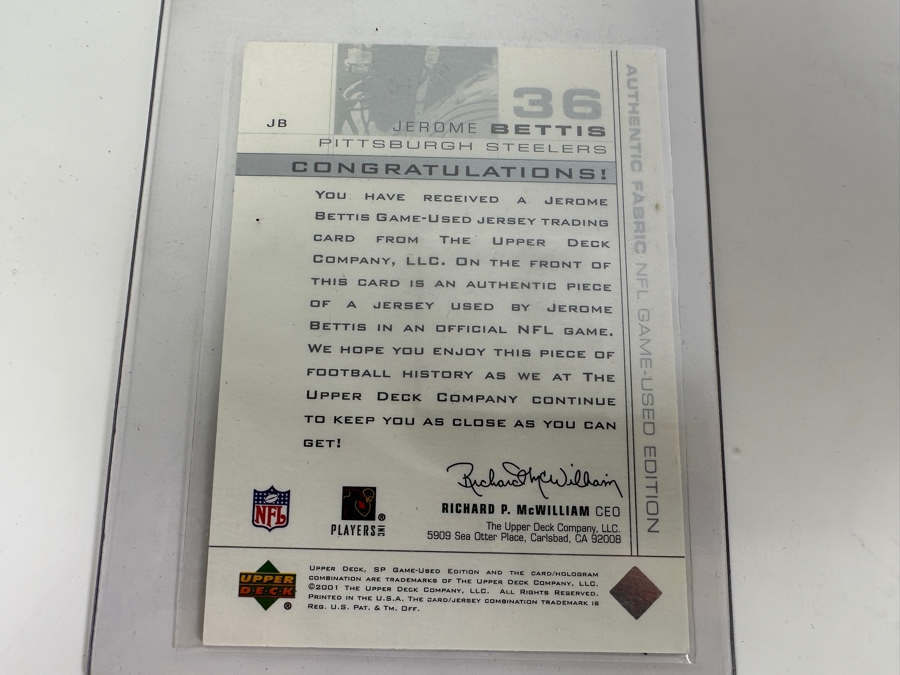 36
JB
JEROME BETTIS
PITTSBURGH STEELERS
CONGRATULATIONS!
YOU HAVE RECEIVED A JEROME
BETTIS GAME-USED JERSEY TRADING
CARD FROM THE UPPER DECK
COMPANY, LLC. ON THE FRONT OF
THIS CARD IS AN AUTHENTIC PIECE
OF A JERSEY USED BY JEROME
BETTIS IN AN OFFICIAL NFL GAME.
WE HOPE YOU ENJOY THIS PIECE OF
FOOTBALL HISTORY AS WE AT THE
UPPER DECK COMPANY CONTINUE
TO KEEP YOU AS CLOSE AS YOU CAN
GET!
Richard McWilliam
RICHARD P. McWILLIAM CEO
The Upper Deck Company, LLC.
5909 Sea Otter Place, Carlsbad, CA 92008
NFL
PLAYERS INC ®
AUTHENTIC FABRIC NFL GAME-USED EDITION
UPPER
DECK
®
UPPER DECK, SP GAME-USED EDITION AND THE CARD/HOLOGRAM
COMBINATION ARE TRADEMARKS OF THE UPPER DECK COMPANY, LLC.
©2001 THE UPPER DECK COMPANY, LLC. ALL RIGHTS RESERVED.
PRINTED IN THE U.S.A. THE CARD/JERSEY COMBINATION TRADEMARK IS
REG. U.S. PAT. & TM. OFF.